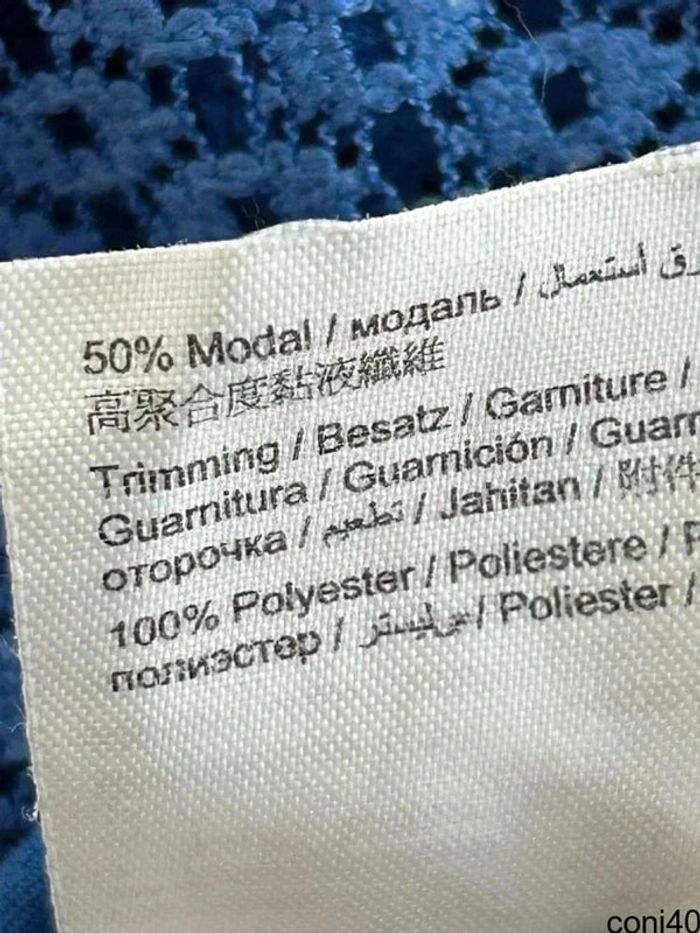 50% Modal / модаль / أستعمال
高聚合度黏液纖維
Trimming / Besatz / Garniture /
Guarnitura / Guarnición / Guarn
оторочка / تطعيم / Jahitan / 附件
100% Polyester / Poliestere / P
полиэстер / / Poliester /
coni40